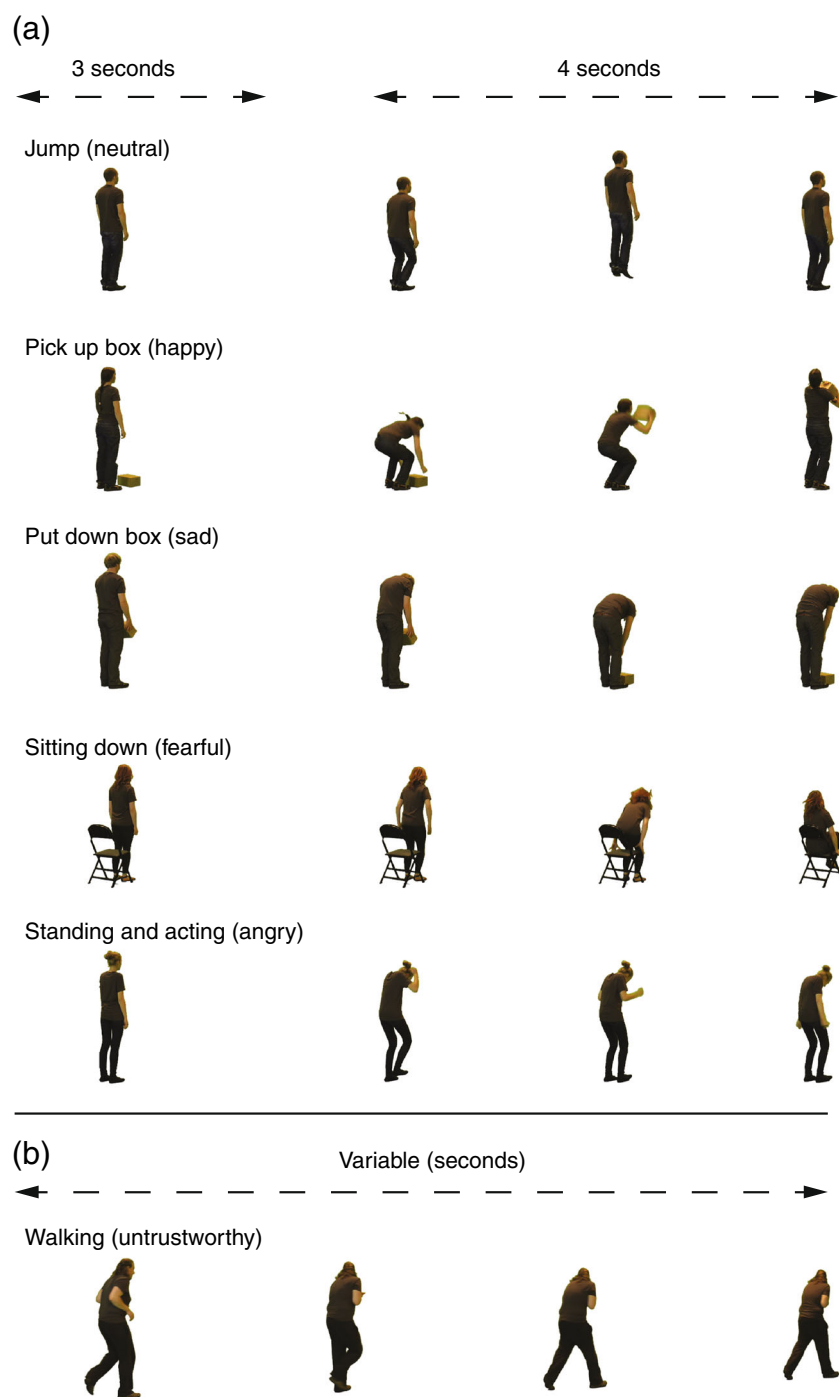 (a)
3 seconds
4 seconds
Jump (neutral)
Pick up box (happy)
Put down box (sad)
Sitting down (fearful)
Standing and acting (angry)
(b)
Variable (seconds)
Walking (untrustworthy)